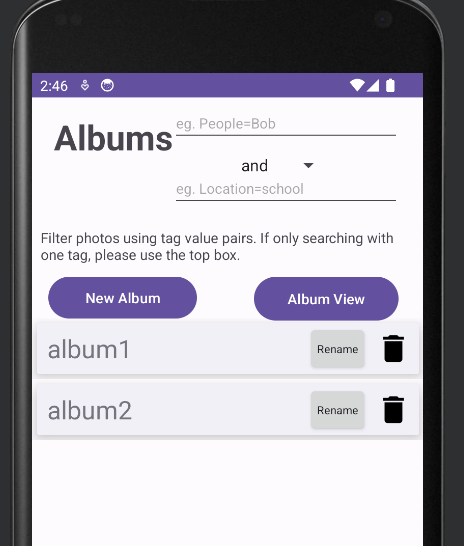 2:46
Albums
eg. People=Bob
and
eg. Location=school
Filter photos using tag value pairs. If only searching with
one tag, please use the top box.
New Album
Album View
album1
Rename
album2
Rename